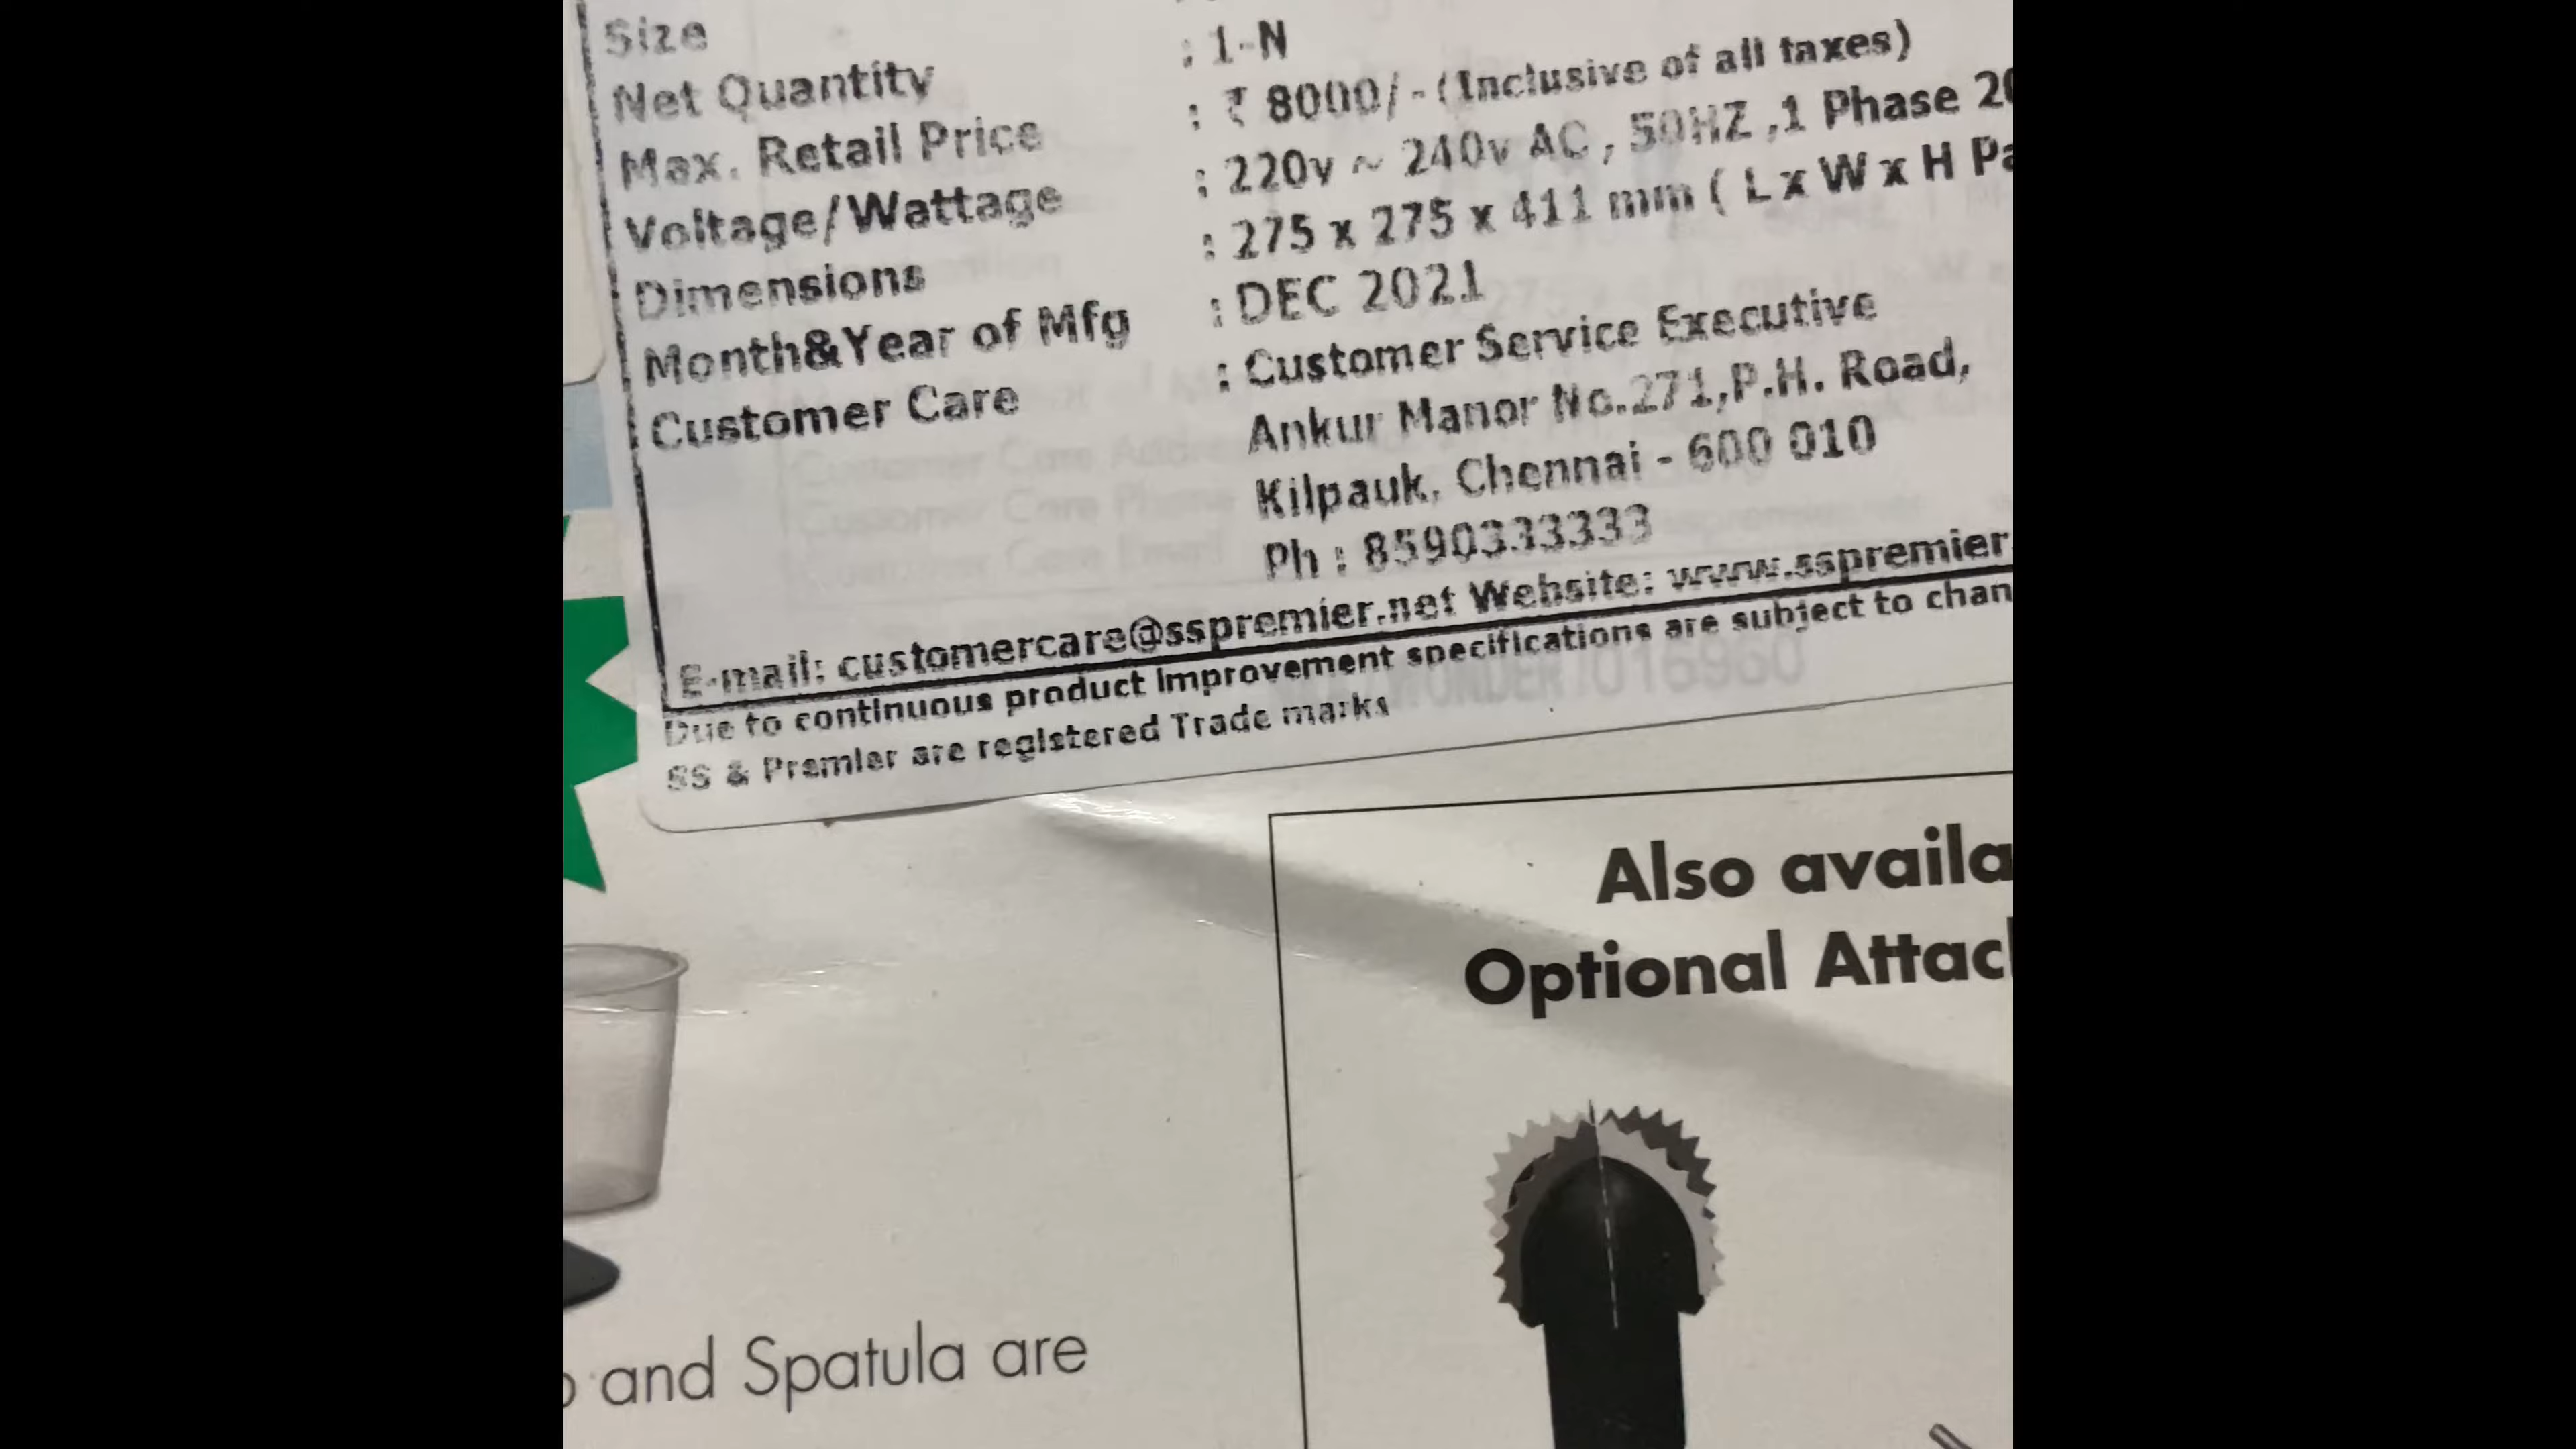 Size
Net Quantity : 1-N
Max. Retail Price : ₹ 8000/- (Inclusive of all taxes)
Voltage/Wattage : 220v ~ 240v AC , 50HZ ,1 Phase 20
Dimensions : 275 x 275 x 411 mm ( L x W x H Pa
Month&Year of Mfg : DEC 2021
Customer Care : Customer Service Executive
Ankur Manor No.271,P.H. Road,
Kilpauk, Chennai - 600 010
Ph : 8590333333
E-mail: customercare@sspremier.net Website: www.sspremier.
Due to continuous product improvement specifications are subject to chan
SS & Premier are registered Trade marks
Also availa
Optional Attach
and Spatula are